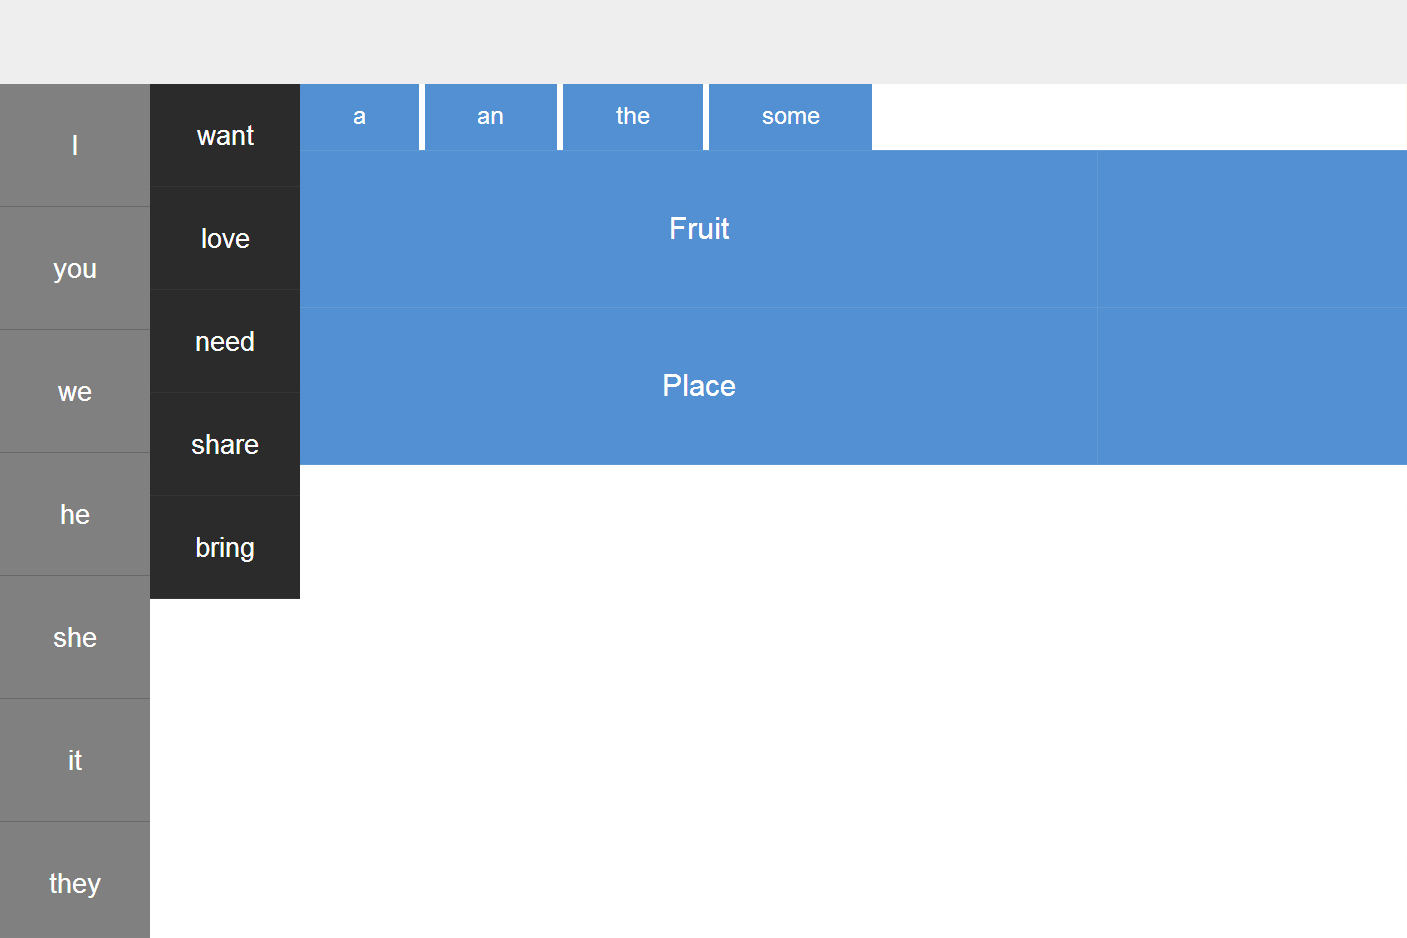 I
you
we
he
she
it
they
want
love
need
share
bring
a an the some
Fruit
Place